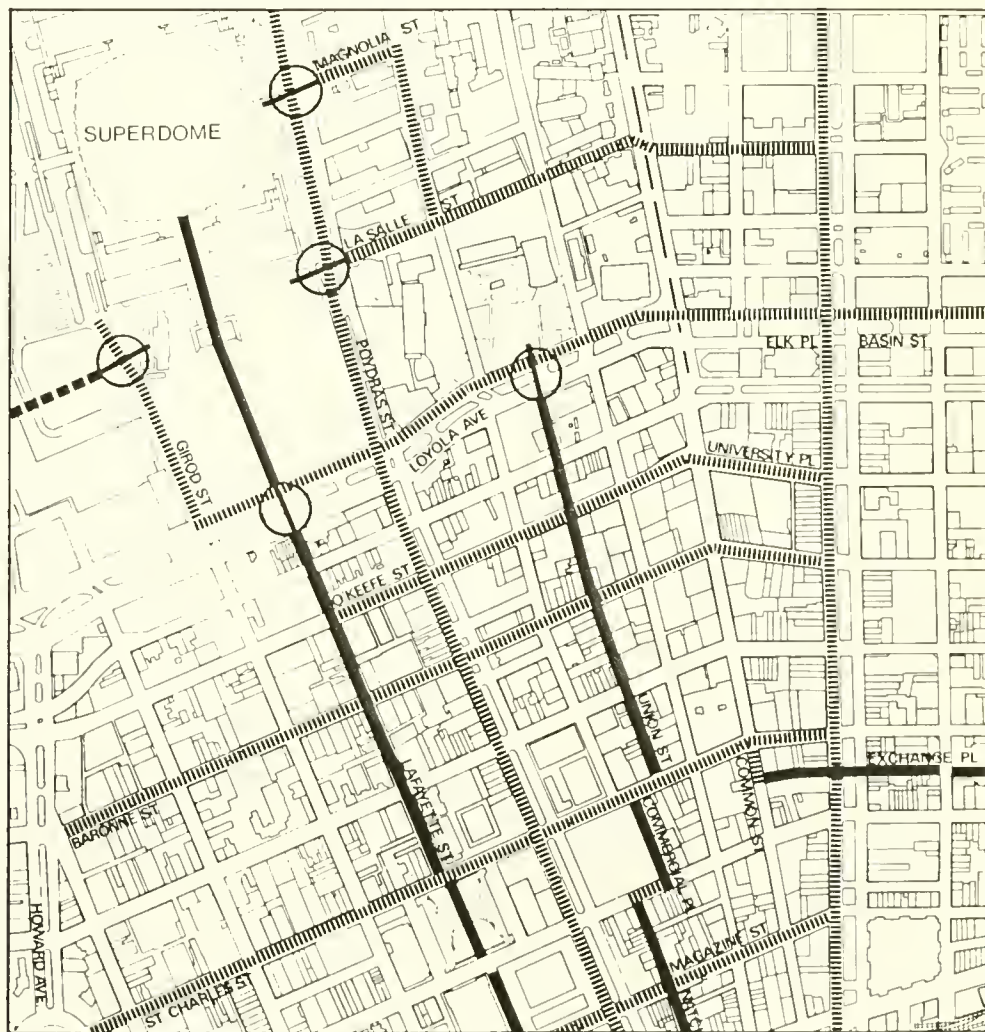 MAGNOLIA ST
SUPERDOME
LA SALLE ST
POYDRAS ST
ELK PL
BASIN ST
LOYOLA AVE
UNIVERSITY PL
GIROD ST
O'KEEFE ST
UNION ST
EXCHANGE PL
LAFAYETTE ST
COMMON ST
COMMERCIAL PL
BARONNE ST
HOWARD AVE.
MAGAZINE ST
ST CHARLES ST